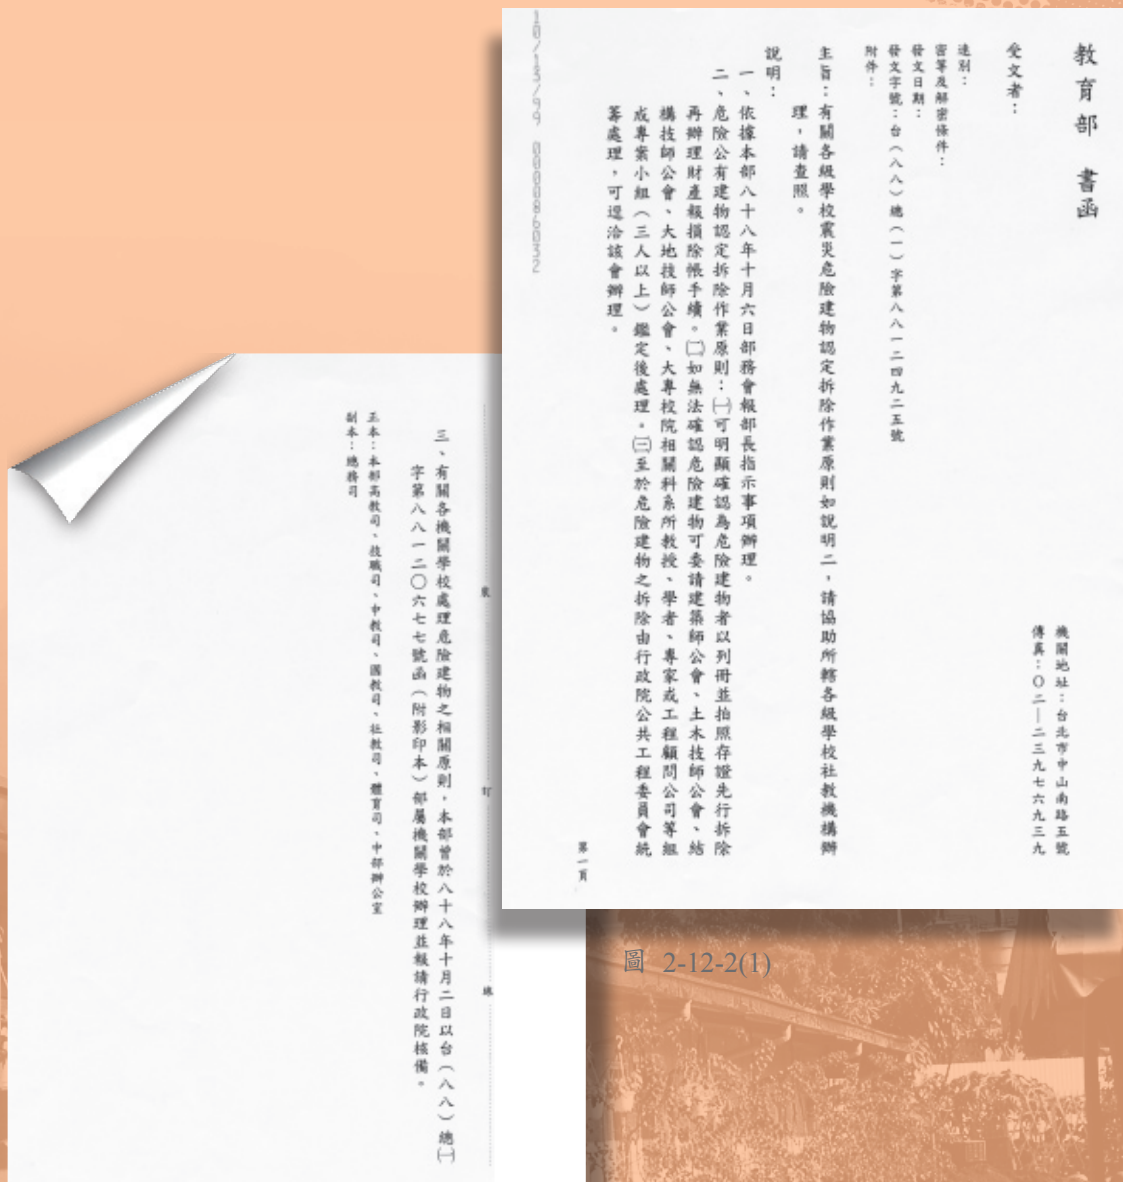 教育部 書函
機關地址：台北市中山南路五號
傳真：０二－二三九七六九三九
受文者：
速別：
密等及解密條件：
發文日期：
發文字號：台（八八）總（一）字第八八一二四九二五號
附件：
主旨：有關各級學校震災危險建物認定拆除作業原則如說明二，請協助所轄各級學校社教機構辦
理，請查照。
說明：
一、依據本部八十八年十月六日部務會報部長指示事項辦理。
二、危險公有建物認定拆除作業原則：㈠可明顯確認為危險建物者以列冊並拍照存證先行拆除
再辦理財產報損除帳手續。㈡如無法確認危險建物可委請建築師公會、土木技師公會、結
構技師公會、大地技師公會、大專校院相關科系所教授、學者、專家或工程顧問公司等組
成專案小組（三人以上）鑑定後處理。㈢至於危險建物之拆除由行政院公共工程委員會統
籌處理，可逕洽該會辦理。
第一頁
10/13/99 000086032
裝
訂
線
三、有關各機關學校處理危險建物之相關原則，本部曾於八十八年十月二日以台（八八）總㈠
字第八八一二〇六七七號函（附影印本）部屬機關學校辦理並報請行政院核備。
正本：本部高教司、技職司、中教司、國教司、社教司、體育司、中部辦公室
副本：總務司
圖 2-12-2(1)